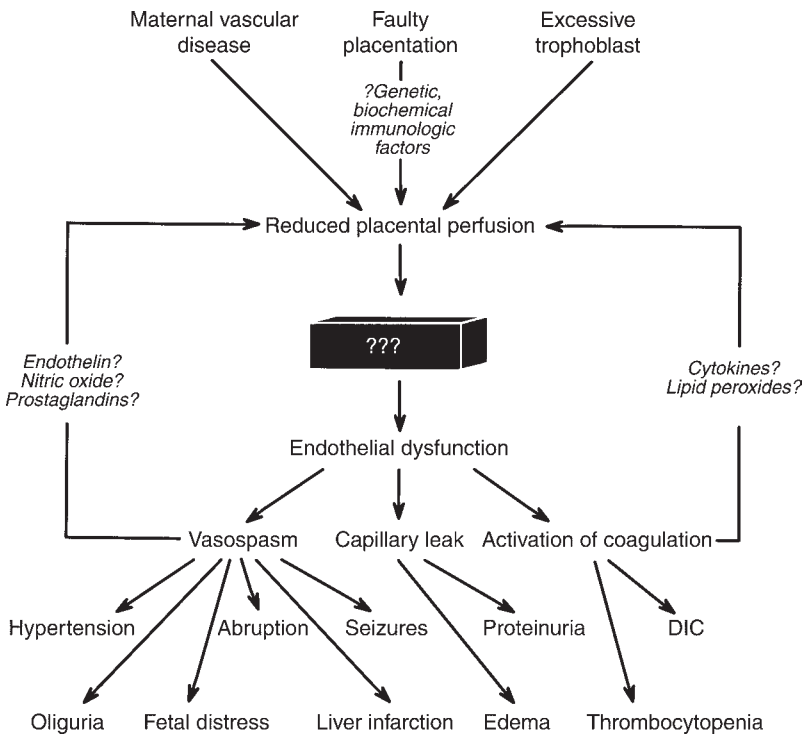 Maternal vascular
disease
Faulty
placentation
Excessive
trophoblast
?Genetic,
biochemical
immunologic
factors
Reduced placental perfusion
???
Endothelin?
Nitric oxide?
Prostaglandins?
Cytokines?
Lipid peroxides?
Endothelial dysfunction
Vasospasm
Capillary leak
Activation of coagulation
Hypertension
Abruption
Seizures
Proteinuria
DIC
Oliguria
Fetal distress
Liver infarction
Edema
Thrombocytopenia